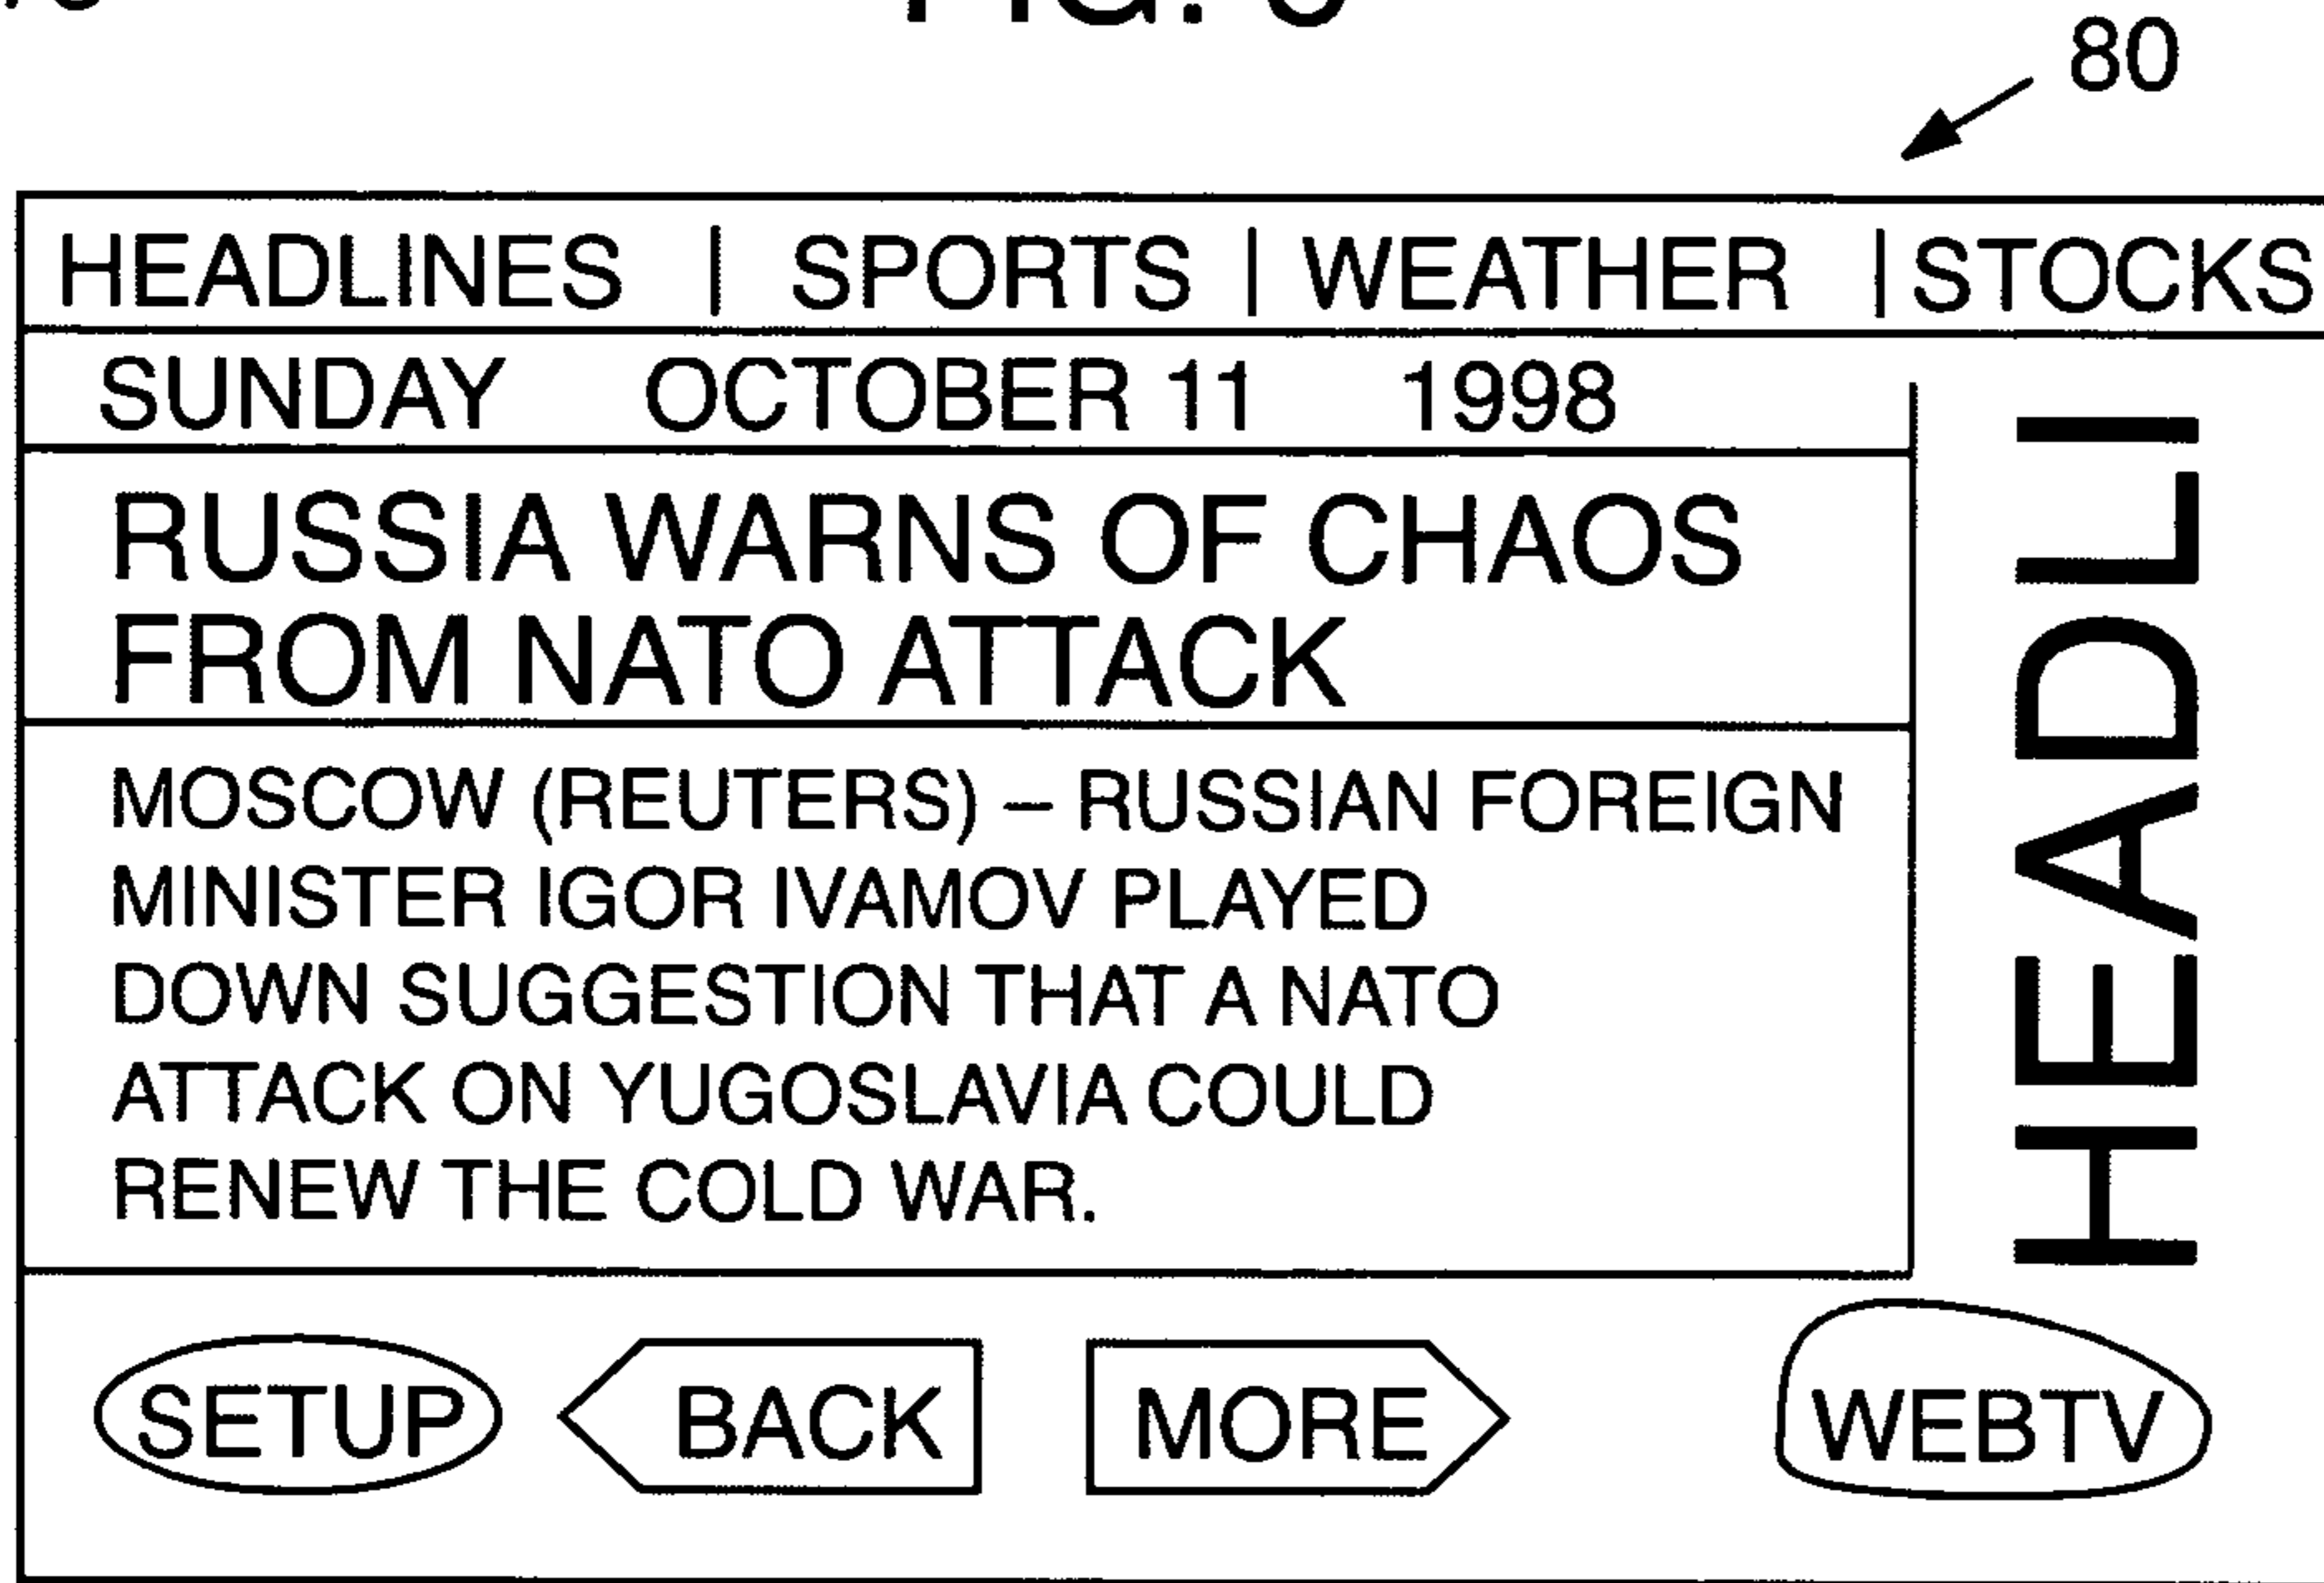 80
HEADLINES | SPORTS | WEATHER | STOCKS
SUNDAY OCTOBER 11 1998
RUSSIA WARNS OF CHAOS
FROM NATO ATTACK
MOSCOW (REUTERS) – RUSSIAN FOREIGN
MINISTER IGOR IVAMOV PLAYED
DOWN SUGGESTION THAT A NATO
ATTACK ON YUGOSLAVIA COULD
RENEW THE COLD WAR.
HEADLI
SETUP BACK MORE WEBTV